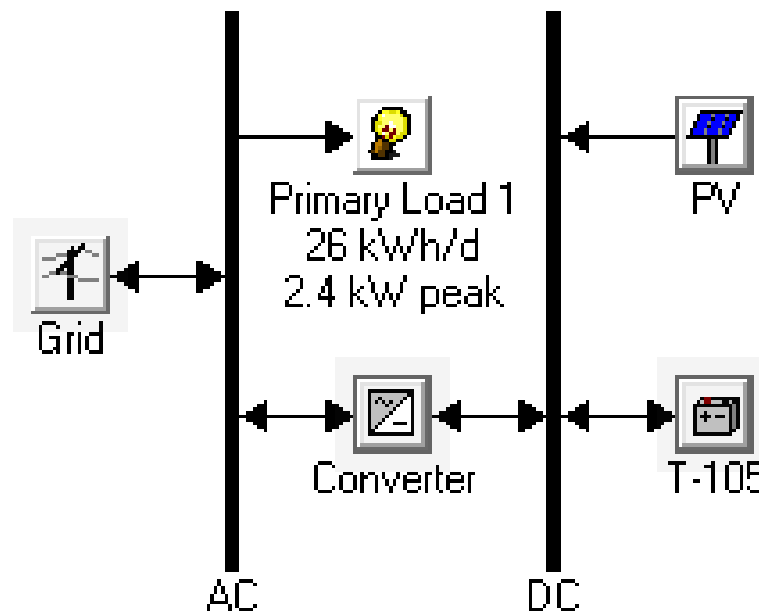 Primary Load 1
26 kWh/d
2.4 kW peak
PV
Grid
Converter
T-105
AC
DC